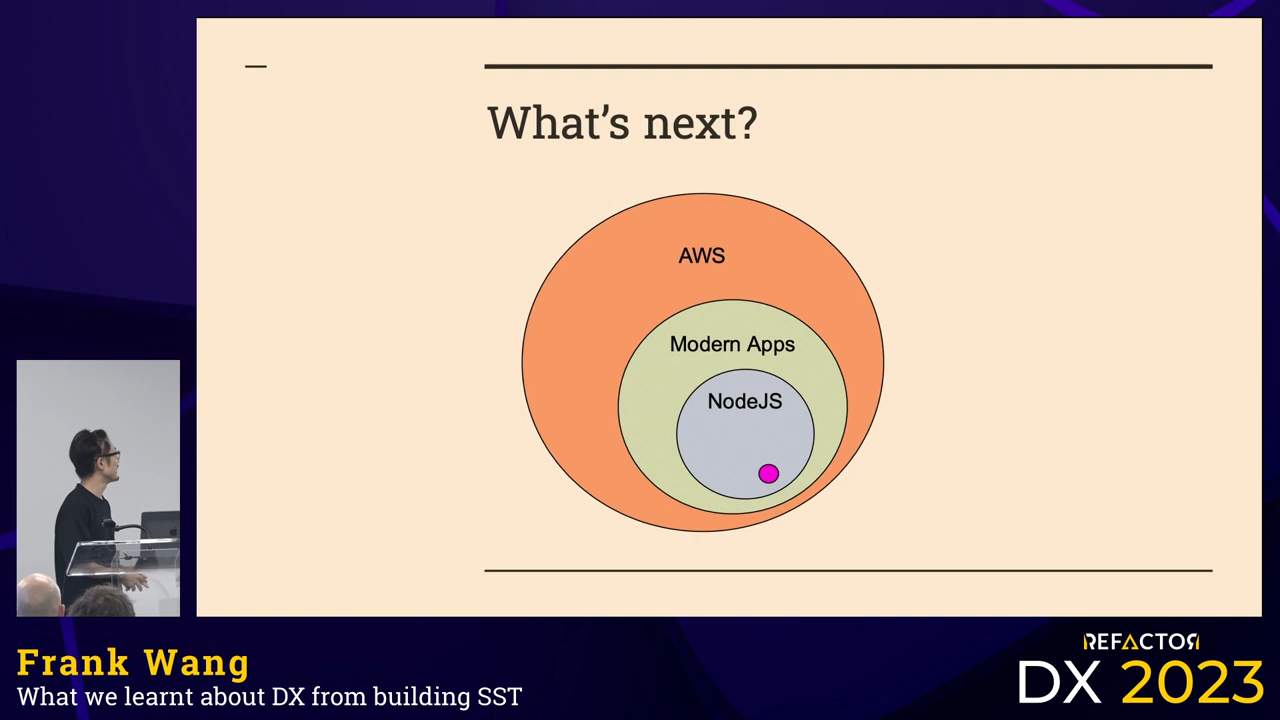 What's next?
AWS
Modern Apps
NodeJS
Frank Wang
What we learnt about DX from building SST
REFACTOR
DX 2023